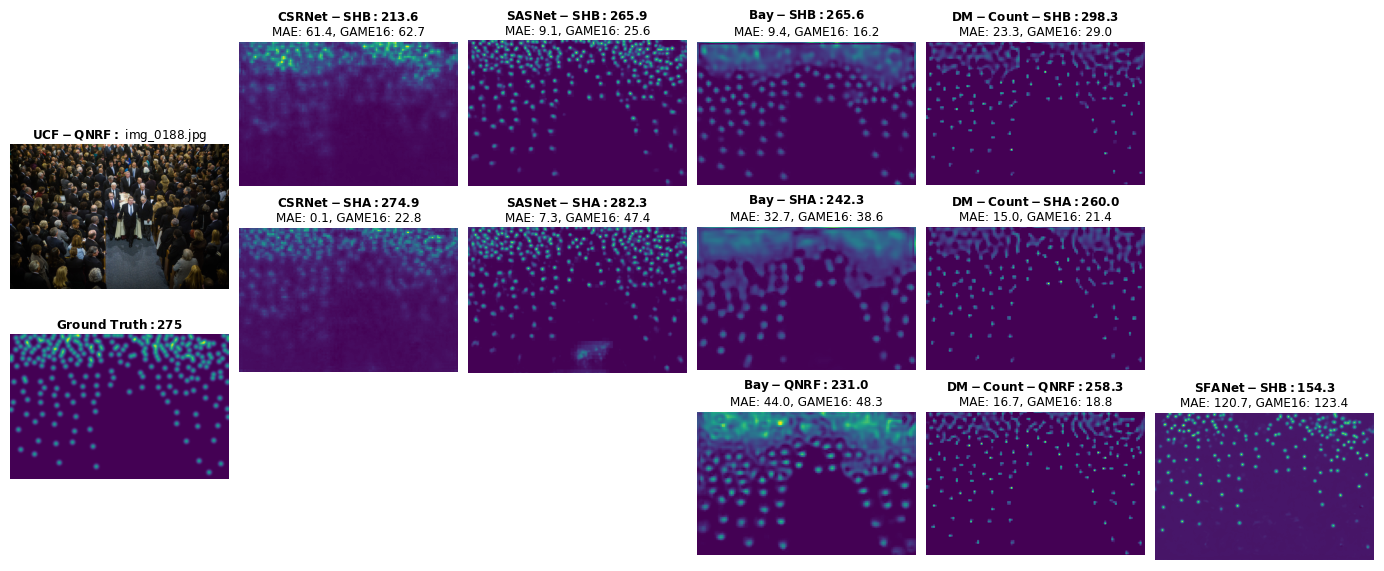 CSRNet − SHB : 213.6
MAE: 61.4, GAME16: 62.7
SASNet − SHB : 265.9
MAE: 9.1, GAME16: 25.6
Bay − SHB : 265.6
MAE: 9.4, GAME16: 16.2
DM − Count − SHB : 298.3
MAE: 23.3, GAME16: 29.0
UCF − QNRF : img_0188.jpg
CSRNet − SHA : 274.9
MAE: 0.1, GAME16: 22.8
SASNet − SHA : 282.3
MAE: 7.3, GAME16: 47.4
Bay − SHA : 242.3
MAE: 32.7, GAME16: 38.6
DM − Count − SHA : 260.0
MAE: 15.0, GAME16: 21.4
Ground Truth : 275
Bay − QNRF : 231.0
MAE: 44.0, GAME16: 48.3
DM − Count − QNRF : 258.3
MAE: 16.7, GAME16: 18.8
SFANet − SHB : 154.3
MAE: 120.7, GAME16: 123.4